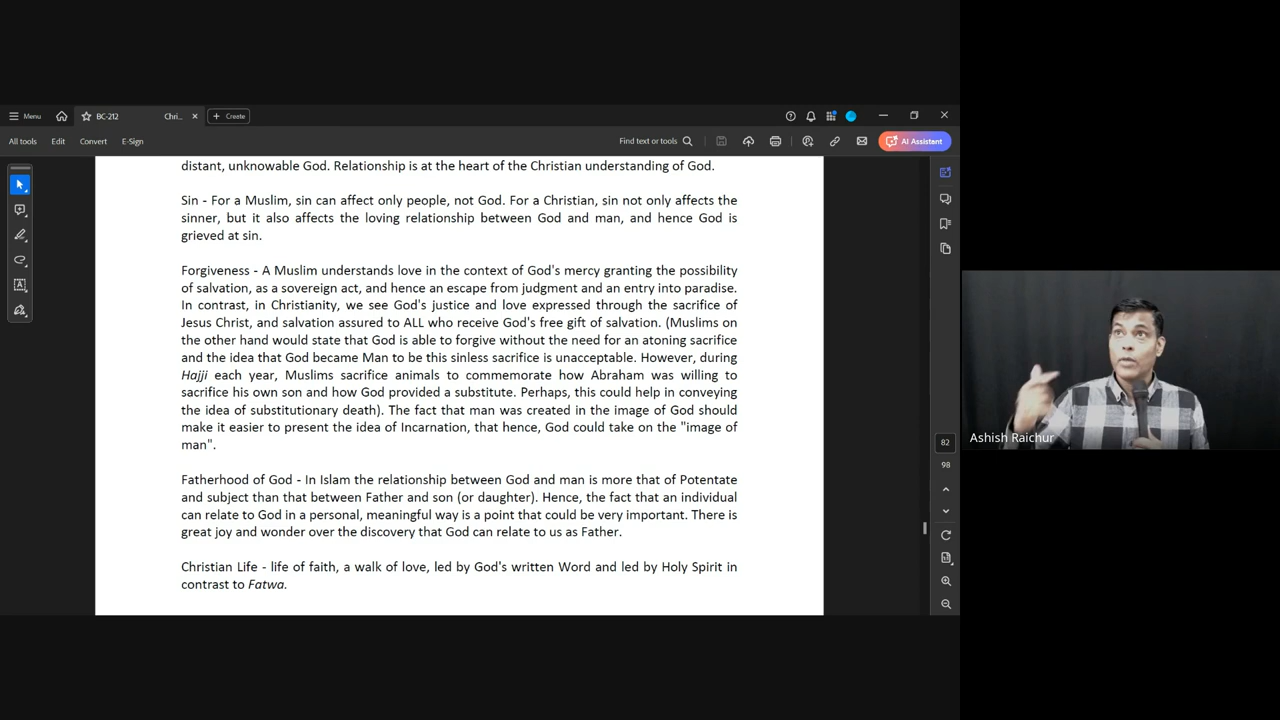 Menu
BC-212 Chri...
Create
All tools
Edit
Convert
E-Sign
Find text or tools
AI Assistant
distant, unknowable God. Relationship is at the heart of the Christian understanding of God.
Sin - For a Muslim, sin can affect only people, not God. For a Christian, sin not only affects the
sinner, but it also affects the loving relationship between God and man, and hence God is
grieved at sin.
Forgiveness - A Muslim understands love in the context of God's mercy granting the possibility
of salvation, as a sovereign act, and hence an escape from judgment and an entry into paradise.
In contrast, in Christianity, we see God's justice and love expressed through the sacrifice of
Jesus Christ, and salvation assured to ALL who receive God's free gift of salvation. (Muslims on
the other hand would state that God is able to forgive without the need for an atoning sacrifice
and the idea that God became Man to be this sinless sacrifice is unacceptable. However, during
Hajji each year, Muslims sacrifice animals to commemorate how Abraham was willing to
sacrifice his own son and how God provided a substitute. Perhaps, this could help in conveying
the idea of substitutionary death). The fact that man was created in the image of God should
make it easier to present the idea of Incarnation, that hence, God could take on the "image of
man".
Fatherhood of God - In Islam the relationship between God and man is more that of Potentate
and subject than that between Father and son (or daughter). Hence, the fact that an individual
can relate to God in a personal, meaningful way is a point that could be very important. There is
great joy and wonder over the discovery that God can relate to us as Father.
Christian Life - life of faith, a walk of love, led by God's written Word and led by Holy Spirit in
contrast to Fatwa.
82
98
Ashish Raichur